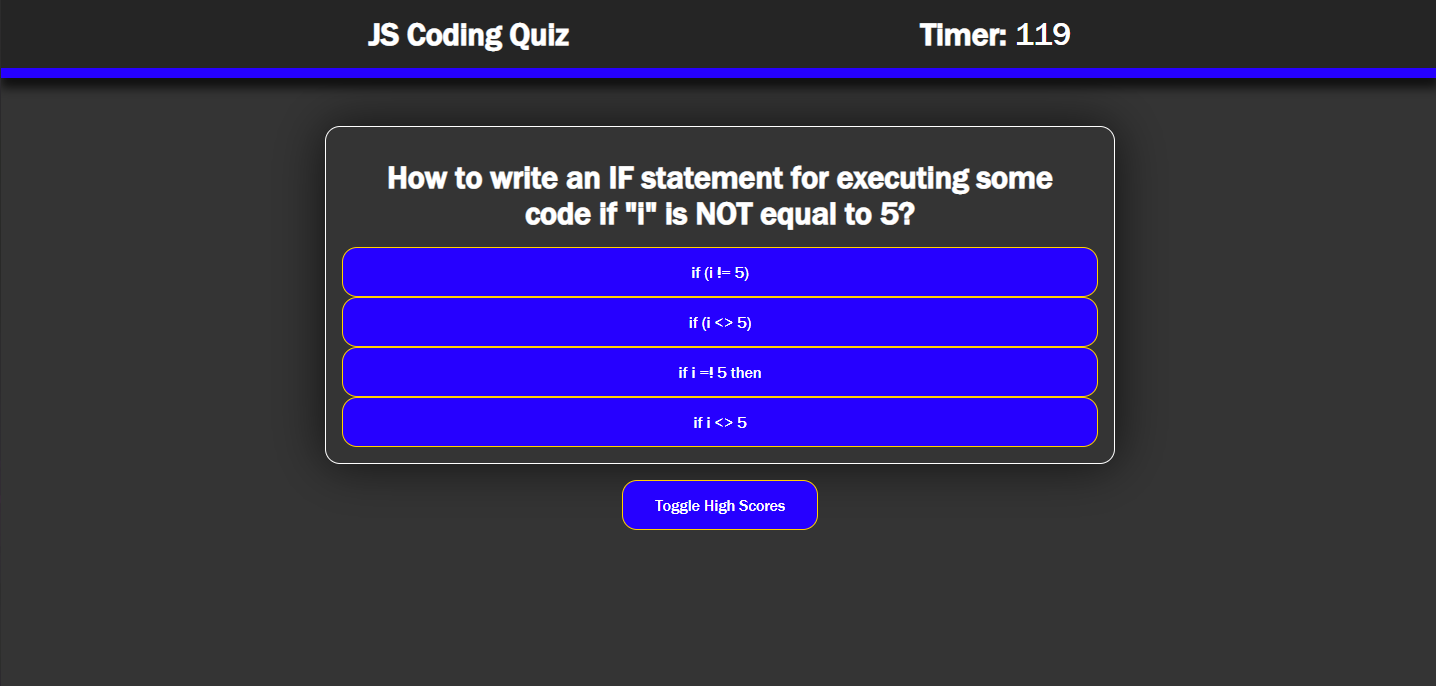 JS Coding Quiz
Timer: 119
How to write an IF statement for executing some
code if "i" is NOT equal to 5?
if (i != 5)
if (i <> 5)
if i =! 5 then
if i <> 5
Toggle High Scores